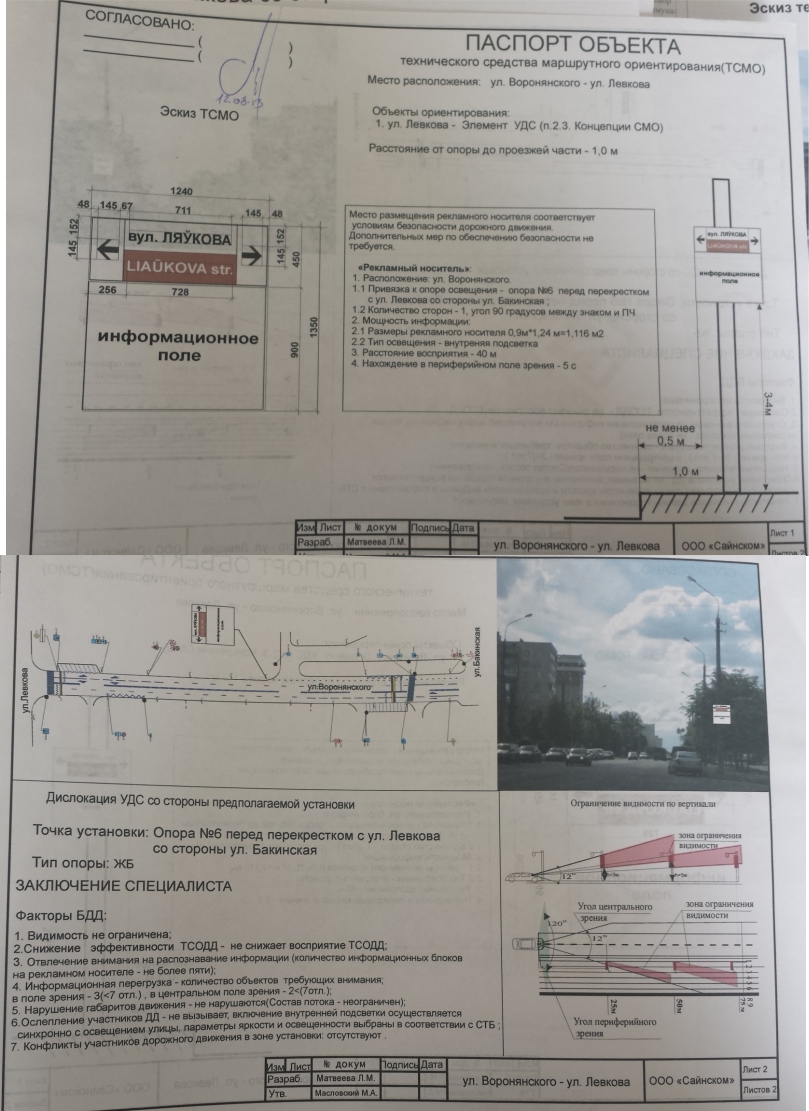 СОГЛАСОВАНО:
12.03.13
Эскиз ТСМО
ПАСПОРТ ОБЪЕКТА
технического средства маршрутного ориентирования(ТСМО)
Место расположения: ул. Воронянского - ул. Левкова
Объекты ориентирования:
1. ул. Левкова - Элемент УДС (п.2.3. Концепции СМО)
Расстояние от опоры до проезжей части - 1,0 м
1240
48 145 67 711 145 48
145 152
вул. ЛЯЎКОВА
LIAŬKOVA str.
145 152
450
256 728
информационное
поле
900
1350
Место размещения рекламного носителя соответствует
условиям безопасности дорожного движения.
Дополнительных мер по обеспечению безопасности не
требуется.
«Рекламный носитель»:
1. Расположение: ул. Воронянского.
1.1 Привязка к опоре освещения - опора №6 перед перекрестком
с ул. Левкова со стороны ул. Бакинская ;
1.2 Количество сторон - 1, угол 90 градусов между знаком и ПЧ
2. Мощность информации:
2.1 Размеры рекламного носителя 0,9м*1,24 м=1,116 м2
2.2 Тип освещения - внутреняя подсветка
3. Расстояние восприятия - 40 м
4. Нахождение в периферийном поле зрения - 5 с
вул. ЛЯЎКОВА
LIAŬKOVA str.
информационное
поле
3-4м
не менее
0,5 м
1,0 м
Изм Лист № докум Подпись Дата
Разраб. Матвеева Л.М.
ул. Воронянского - ул. Левкова
ООО «Сайнском»
Лист 1
Листов 2
ул.Левкова
ул.Воронянского
ул.Бакинская
Дислокация УДС со стороны предполагаемой установки
Точка установки: Опора №6 перед перекрестком с ул. Левкова
со стороны ул. Бакинская
Тип опоры: ЖБ
ЗАКЛЮЧЕНИЕ СПЕЦИАЛИСТА
Факторы БДД:
1. Видимость не ограничена;
2.Снижение эффективности ТСОДД - не снижает восприятие ТСОДД;
3. Отвлечение внимания на распознавание информации (количество информационных блоков
на рекламном носителе - не более пяти);
4. Информационная перегрузка - количество объектов требующих внимания;
в поле зрения - 3(<7 отл.) , в центральном поле зрения - 2<(7отл.);
5. Нарушение габаритов движения - не нарушаются(Состав потока - неограничен);
6.Ослепление участников ДД - не вызывает, включение внутренней подсветки осуществляется
синхронно с освещением улицы, параметры яркости и освещенности выбраны в соответствии с СТБ ;
7. Конфликты участников дорожного движения в зоне установки: отсутствуют .
Ограничение видимости по вертикали
зона ограничения
видимости
12°
Угол центрального
зрения
зона ограничения
видимости
120°
12°
25м
50м
75м
Угол периферийного
зрения
Изм Лист № докум Подпись Дата
Разраб. Матвеева Л.М.
Утв. Масловский М.А.
ул. Воронянского - ул. Левкова
ООО «Сайнском»
Лист 2
Листов 2